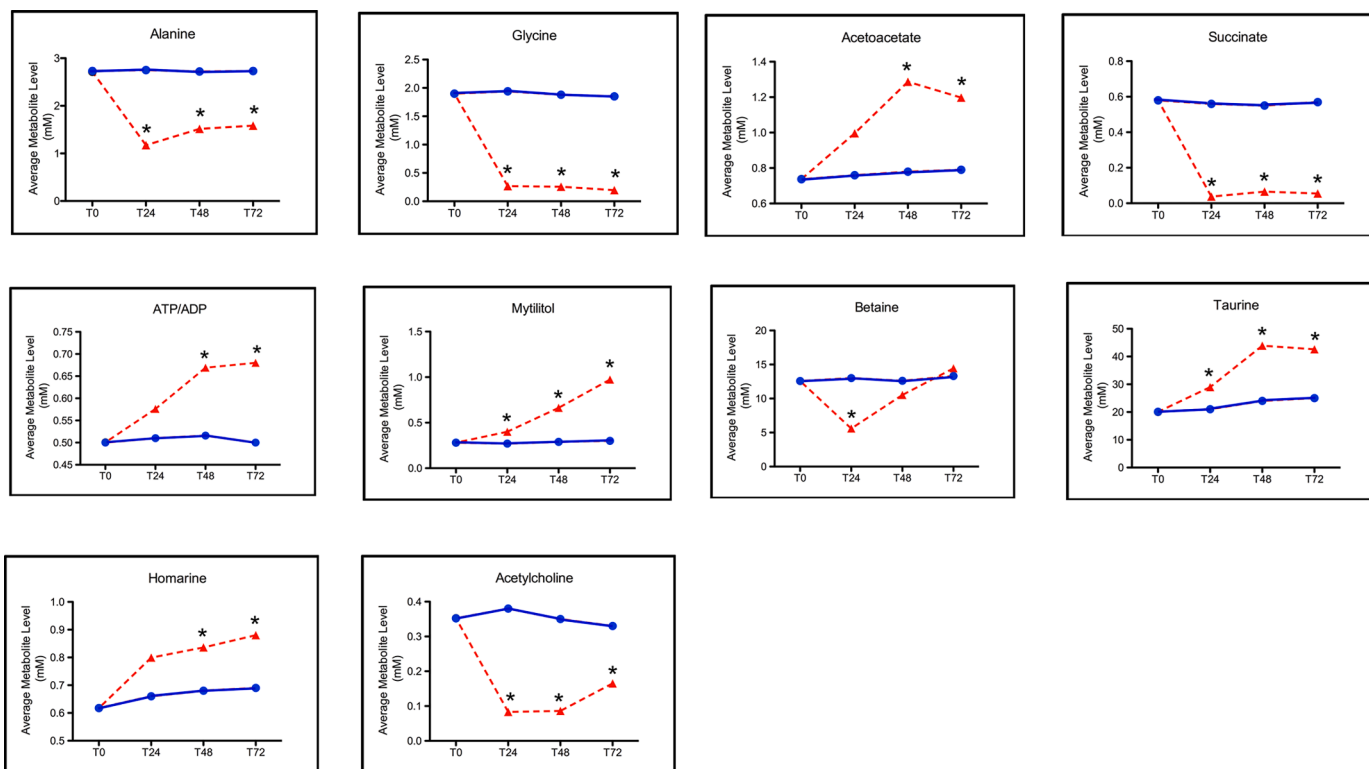 Alanine
Average Metabolite Level
(mM)
3
2
1
0
* * *
T0 T24 T48 T72
Glycine
Average Metabolite Level
(mM)
2.5
2.0
1.5
1.0
0.5
0.0
* * *
T0 T24 T48 T72
Acetoacetate
Average Metabolite Level
(mM)
1.4
1.2
1.0
0.8
0.6
* *
T0 T24 T48 T72
Succinate
Average Metabolite Level
(mM)
0.8
0.6
0.4
0.2
0.0
* * *
T0 T24 T48 T72
ATP/ADP
Average Metabolite Level
(mM)
0.75
0.70
0.65
0.60
0.55
0.50
0.45
* *
T0 T24 T48 T72
Mytilitol
Average Metabolite Level
(mM)
1.5
1.0
0.5
0.0
* * *
T0 T24 T48 T72
Betaine
Average Metabolite Level
(mM)
20
15
10
5
0
*
T0 T24 T48 T72
Taurine
Average Metabolite Level
(mM)
50
40
30
20
10
0
* * *
T0 T24 T48 T72
Homarine
Average Metabolite Level
(mM)
1.0
0.9
0.8
0.7
0.6
0.5
* *
T0 T24 T48 T72
Acetylcholine
Average Metabolite Level
(mM)
0.4
0.3
0.2
0.1
0.0
* * *
T0 T24 T48 T72